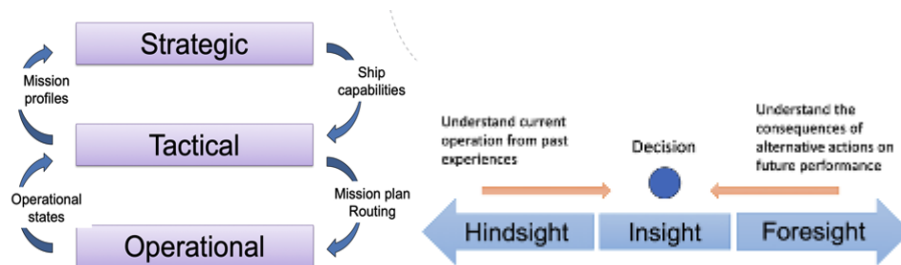 Strategic
Mission
profiles
Ship
capabilities
Tactical
Operational
states
Mission plan
Routing
Operational
Understand current
operation from past
experiences
Decision
Understand the
consequences of
alternative actions on
future performance
Hindsight
Insight
Foresight